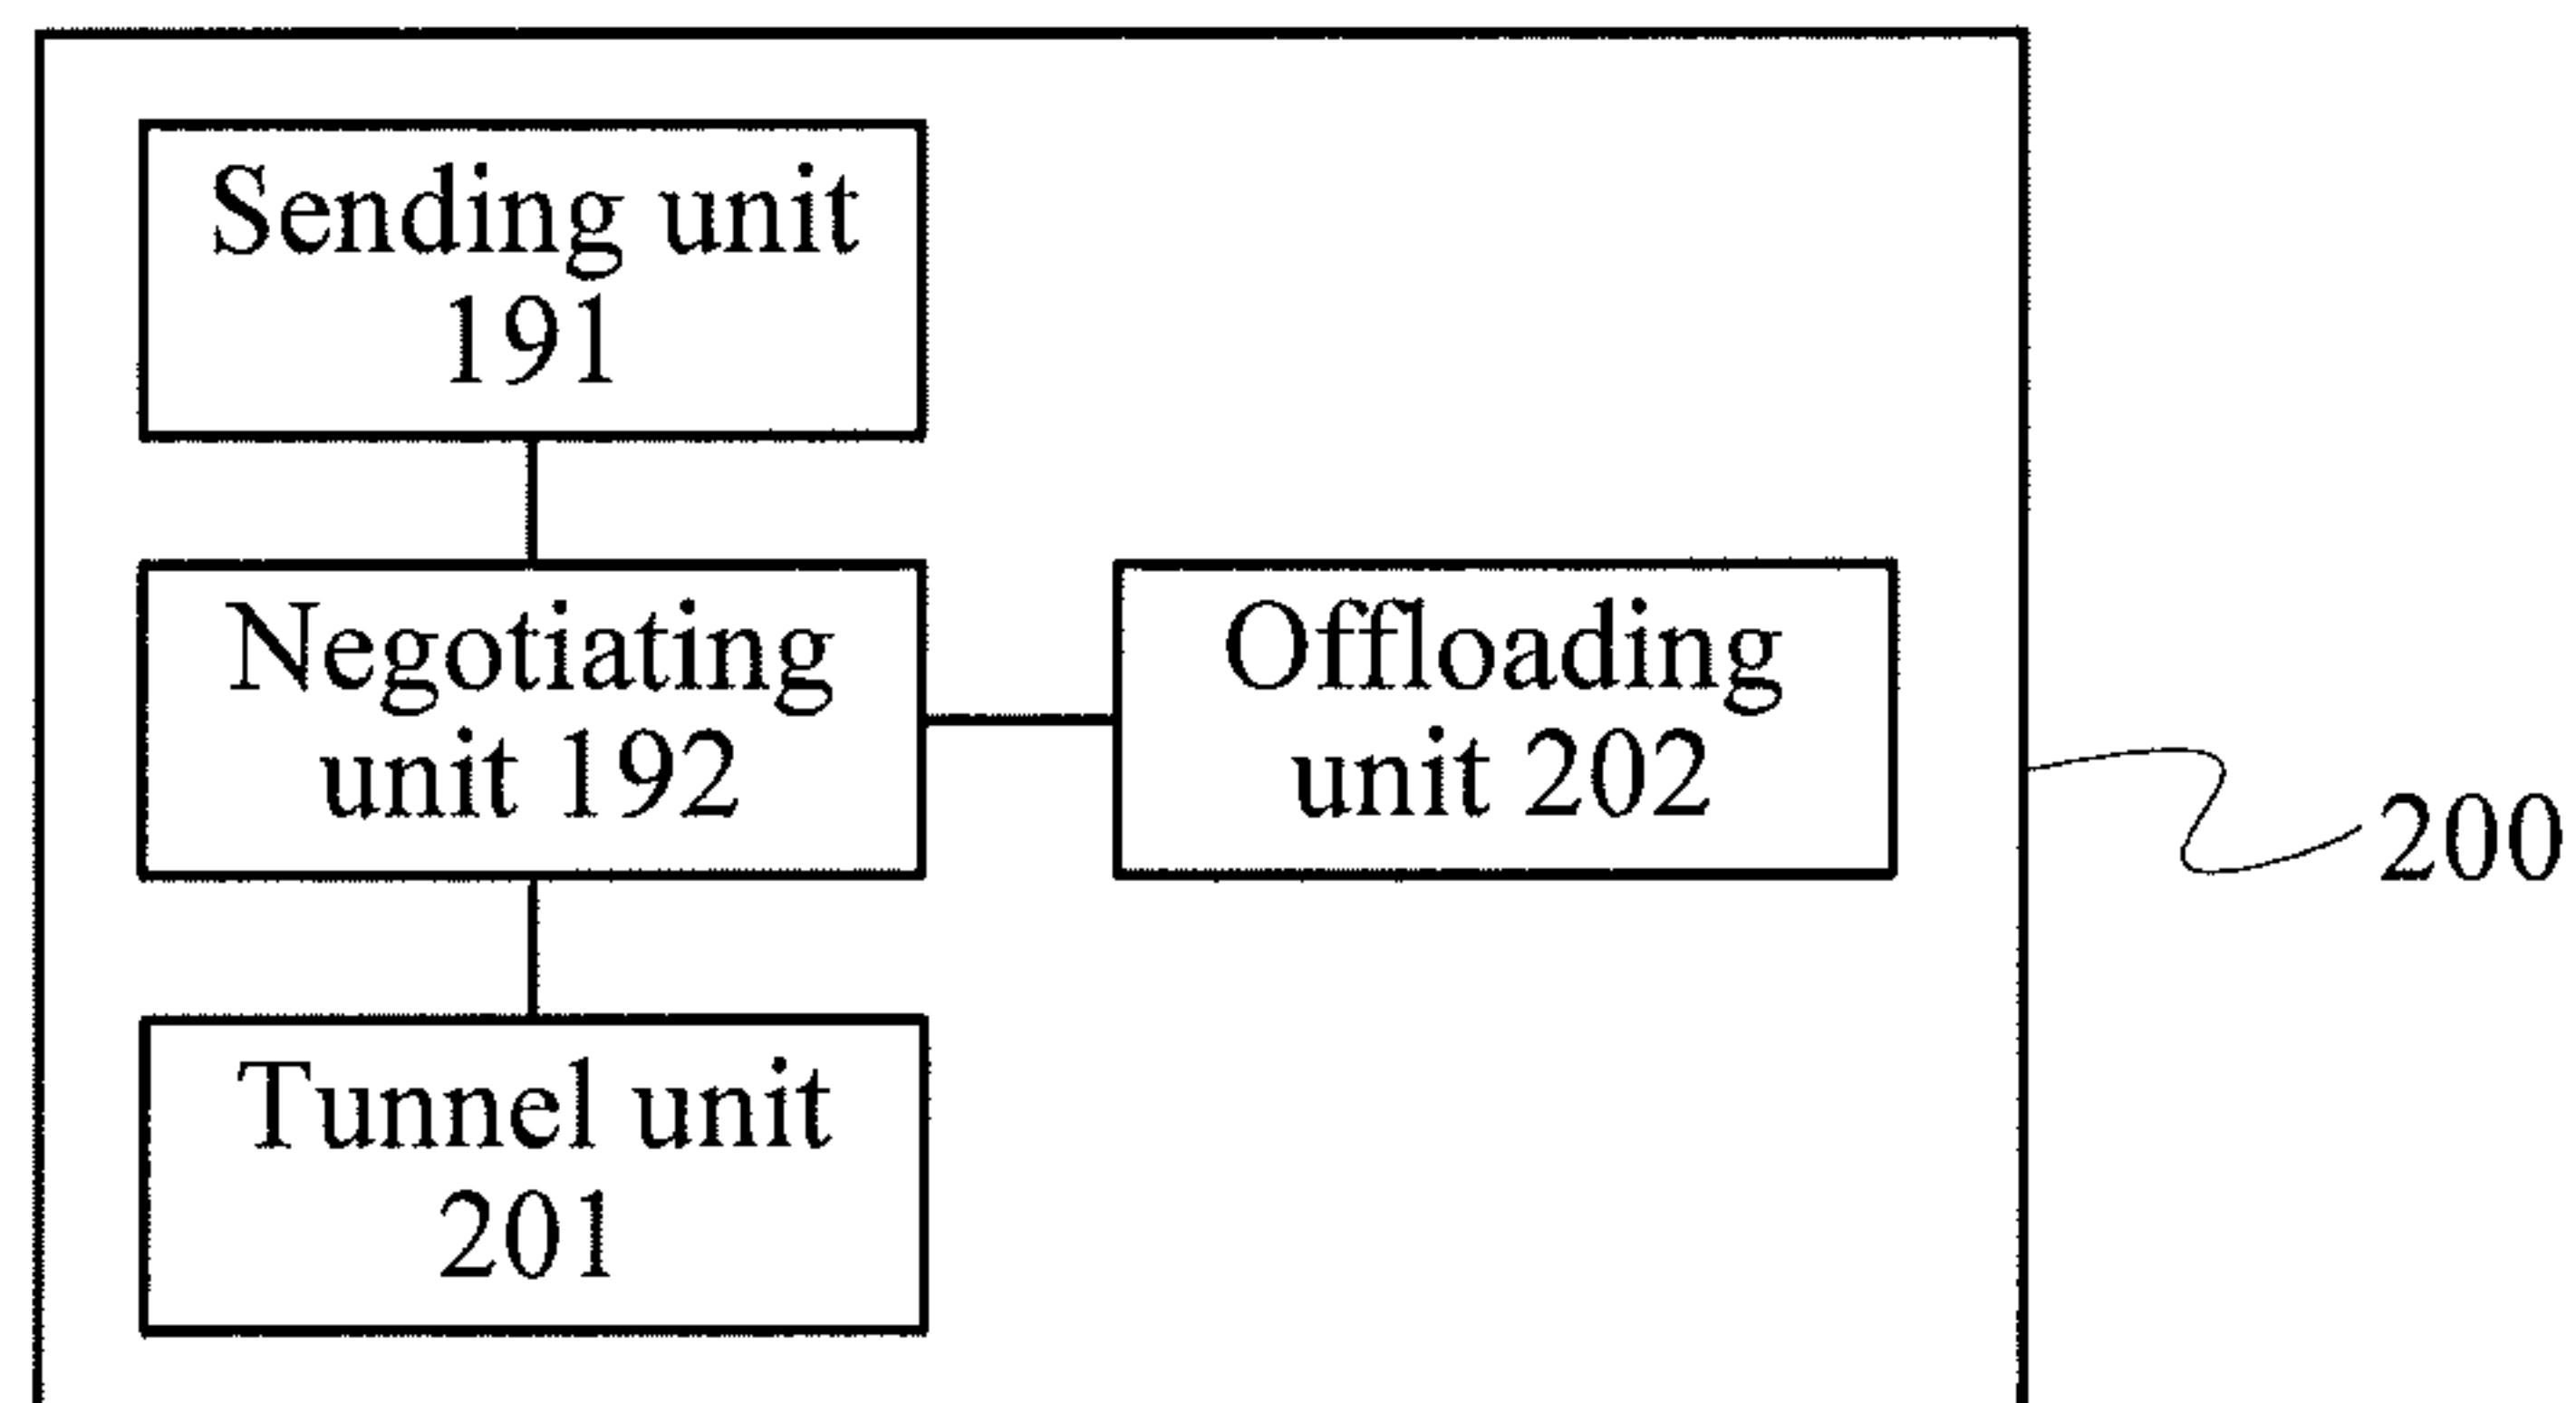 Sending unit
191
Negotiating
unit 192
Offloading
unit 202
200
Tunnel unit
201